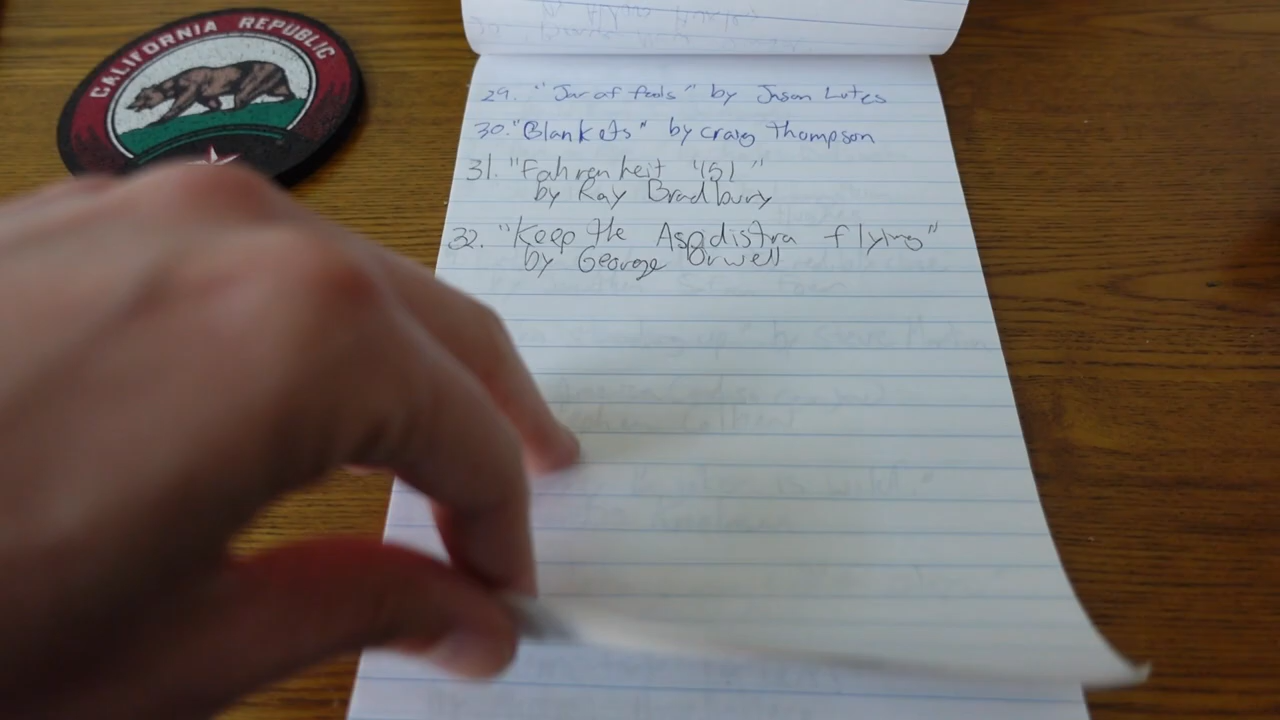 CALIFORNIA REPUBLIC
29. "Jar of fools" by Jason Lutes
30. "Blankets" by Craig Thompson
31. "Fahrenheit 451"
by Ray Bradbury
32. "Keep the Aspidistra flying"
by George Orwell